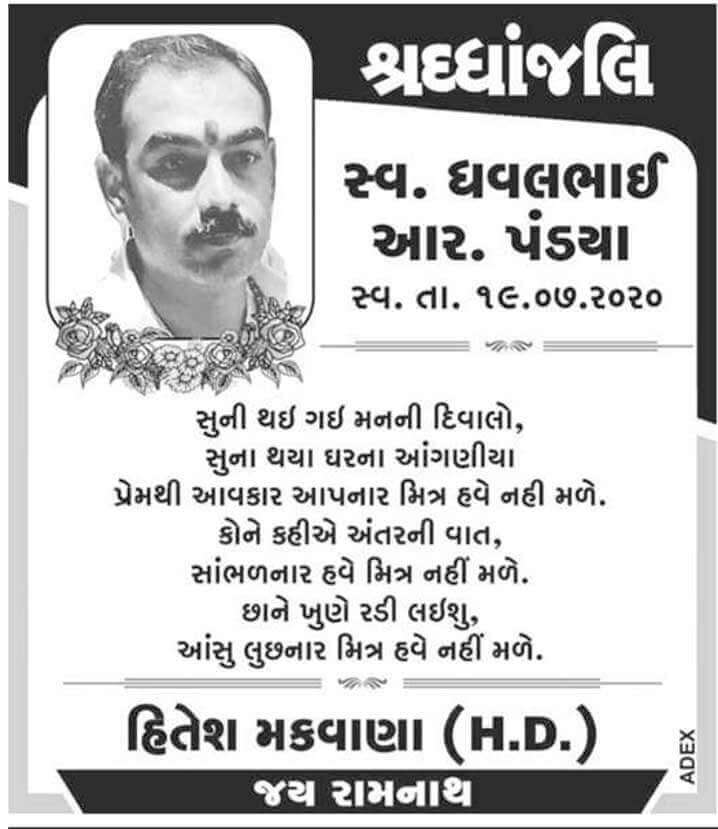 શ્રધ્ધાંજલિ
સ્વ. ધવલભાઈ
આર. પંડયા
સ્વ. તા. ૧૯.૦૭.૨૦૨૦
સુની થઇ ગઇ મનની દિવાલો,
સુના થયા ઘરના આંગણીયા
પ્રેમથી આવકાર આપનાર મિત્ર હવે નહી મળે.
કોને કહીએ અંતરની વાત,
સાંભળનાર હવે મિત્ર નહીં મળે.
છાને ખુણે રડી લઇશુ,
આંસુ લુછનાર મિત્ર હવે નહીં મળે.
હિતેશ મકવાણા (H.D.)
જય રામનાથ
ADEX